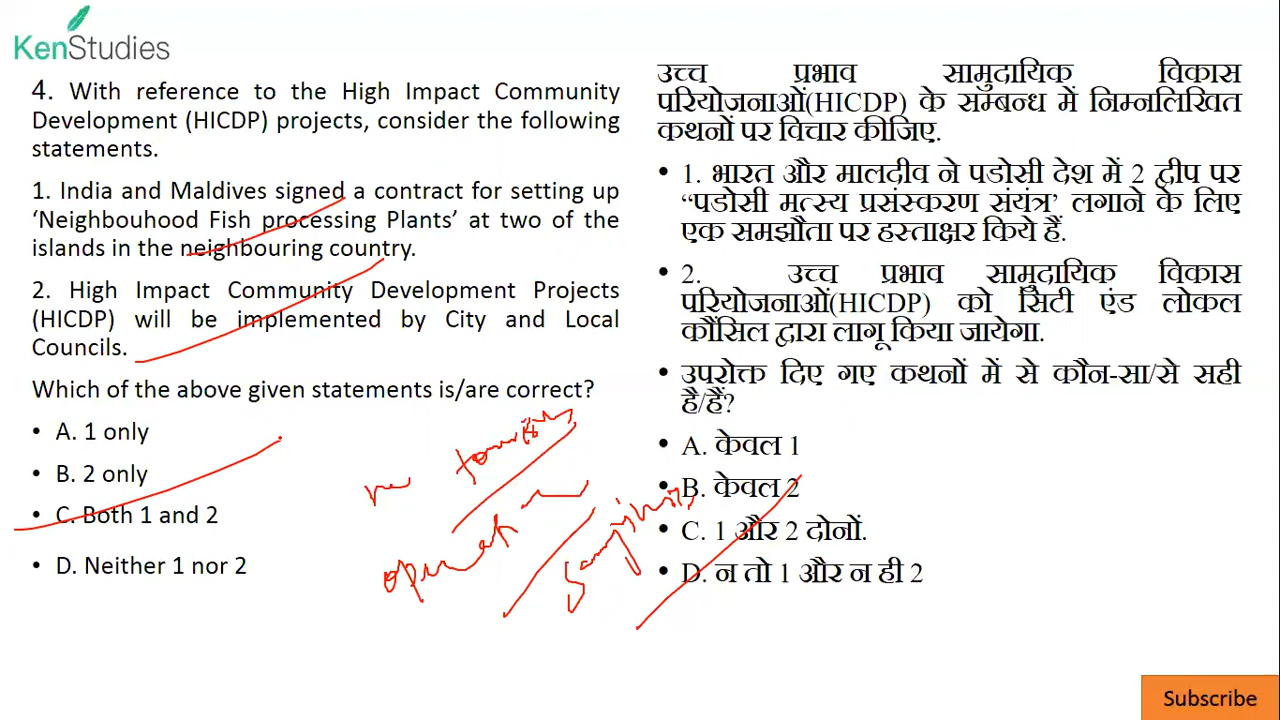 KenStudies
4. With reference to the High Impact Community
Development (HICDP) projects, consider the following
statements.
1. India and Maldives signed a contract for setting up
‘Neighbouhood Fish processing Plants’ at two of the
islands in the neighbouring country.
2. High Impact Community Development Projects
(HICDP) will be implemented by City and Local
Councils.
Which of the above given statements is/are correct?
• A. 1 only
• B. 2 only
• C. Both 1 and 2
• D. Neither 1 nor 2
उच्च प्रभाव सामुदायिक विकास
परियोजनाओं(HICDP) के सम्बन्ध में निम्नलिखित
कथनों पर विचार कीजिए.
• 1. भारत और मालदीव ने पडोसी देश में 2 द्वीप पर
“पडोसी मत्स्य प्रसंस्करण संयंत्र’ लगाने के लिए
एक समझौता पर हस्ताक्षर किये हैं.
• 2. उच्च प्रभाव सामुदायिक विकास
परियोजनाओं(HICDP) को सिटी एंड लोकल
कौंसिल द्वारा लागू किया जायेगा.
• उपरोक्त दिए गए कथनों में से कौन-सा/से सही
है/हैं?
• A. केवल 1
• B. केवल 2
• C. 1 और 2 दोनों.
• D. न तो 1 और न ही 2
Subscribe